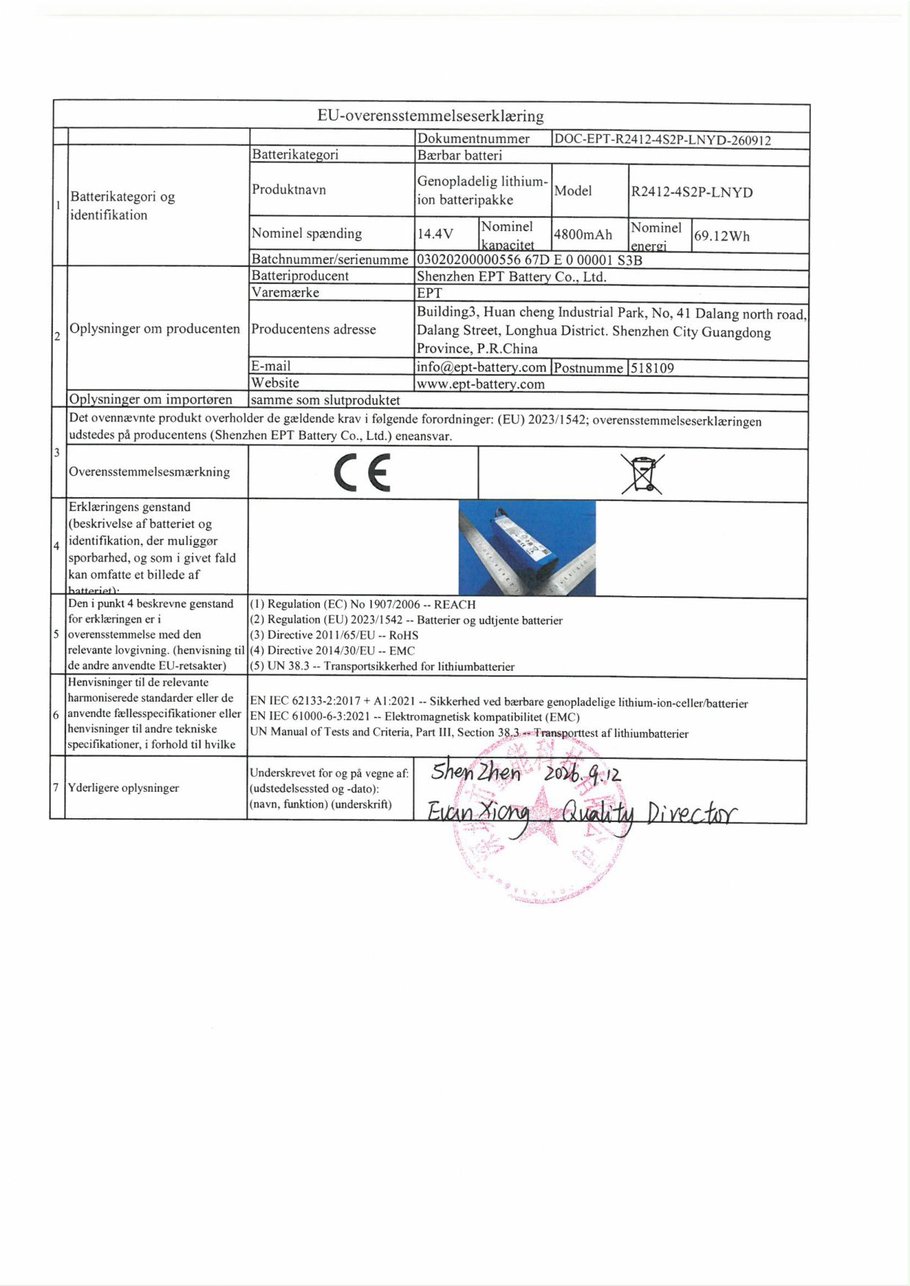 EU-overensstemmelseserklæring
Dokumentnummer DOC-EPT-R2412-4S2P-LNYD-260912
1 Batterikategori og identifikation
Batterikategori Bærbar batteri
Produktnavn Genopladelig lithium-ion batteripakke Model R2412-4S2P-LNYD
Nominel spænding 14.4V Nominel kapacitet 4800mAh Nominel energi 69.12Wh
Batchnummer/serienumme 03020200000556 67D E 0 00001 S3B
2 Oplysninger om producenten
Batteriproducent Shenzhen EPT Battery Co., Ltd.
Varemærke EPT
Producentens adresse Building3, Huan cheng Industrial Park, No, 41 Dalang north road,
Dalang Street, Longhua District. Shenzhen City Guangdong
Province, P.R.China
E-mail info@ept-battery.com Postnumme 518109
Website www.ept-battery.com
Oplysninger om importøren samme som slutproduktet
3 Det ovennævnte produkt overholder de gældende krav i følgende forordninger: (EU) 2023/1542; overensstemmelseserklæringen
udstedes på producentens (Shenzhen EPT Battery Co., Ltd.) eneansvar.
Overensstemmelsesmærkning CE
4 Erklæringens genstand
(beskrivelse af batteriet og
identifikation, der muliggør
sporbarhed, og som i givet fald
kan omfatte et billede af
batteriet):
5 Den i punkt 4 beskrevne genstand
for erklæringen er i
overensstemmelse med den
relevante lovgivning. (henvisning til
de andre anvendte EU-retsakter)
(1) Regulation (EC) No 1907/2006 -- REACH
(2) Regulation (EU) 2023/1542 -- Batterier og udtjente batterier
(3) Directive 2011/65/EU -- RoHS
(4) Directive 2014/30/EU -- EMC
(5) UN 38.3 -- Transportsikkerhed for lithiumbatterier
6 Henvisninger til de relevante
harmoniserede standarder eller de
anvendte fællesspecifikationer eller
henvisninger til andre tekniske
specifikationer, i forhold til hvilke
EN IEC 62133-2:2017 + A1:2021 -- Sikkerhed ved bærbare genopladelige lithium-ion-celler/batterier
EN IEC 61000-6-3:2021 -- Elektromagnetisk kompatibilitet (EMC)
UN Manual of Tests and Criteria, Part III, Section 38.3 -- Transporttest af lithiumbatterier
7 Yderligere oplysninger
Underskrevet for og på vegne af:
(udstedelsessted og -dato):
(navn, funktion) (underskrift)
ShenZhen 2026.9.12
Evan Xiong, Quality Director